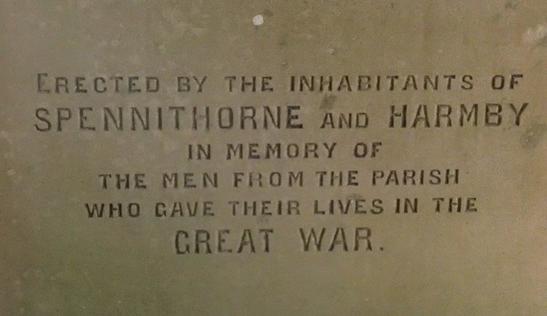 ERECTED BY THE INHABITANTS OF
SPENNITHORNE AND HARMBY
IN MEMORY OF
THE MEN FROM THE PARISH
WHO GAVE THEIR LIVES IN THE
GREAT WAR.